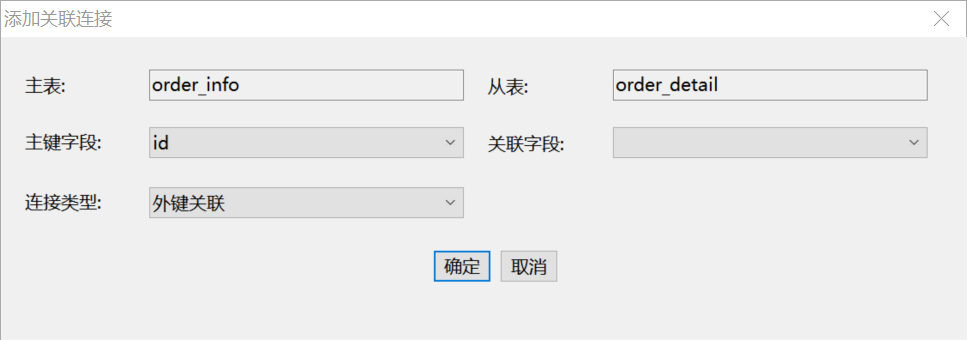 添加关联连接
主表: order_info 从表: order_detail
主键字段: id 关联字段:
连接类型: 外键关联
确定 取消